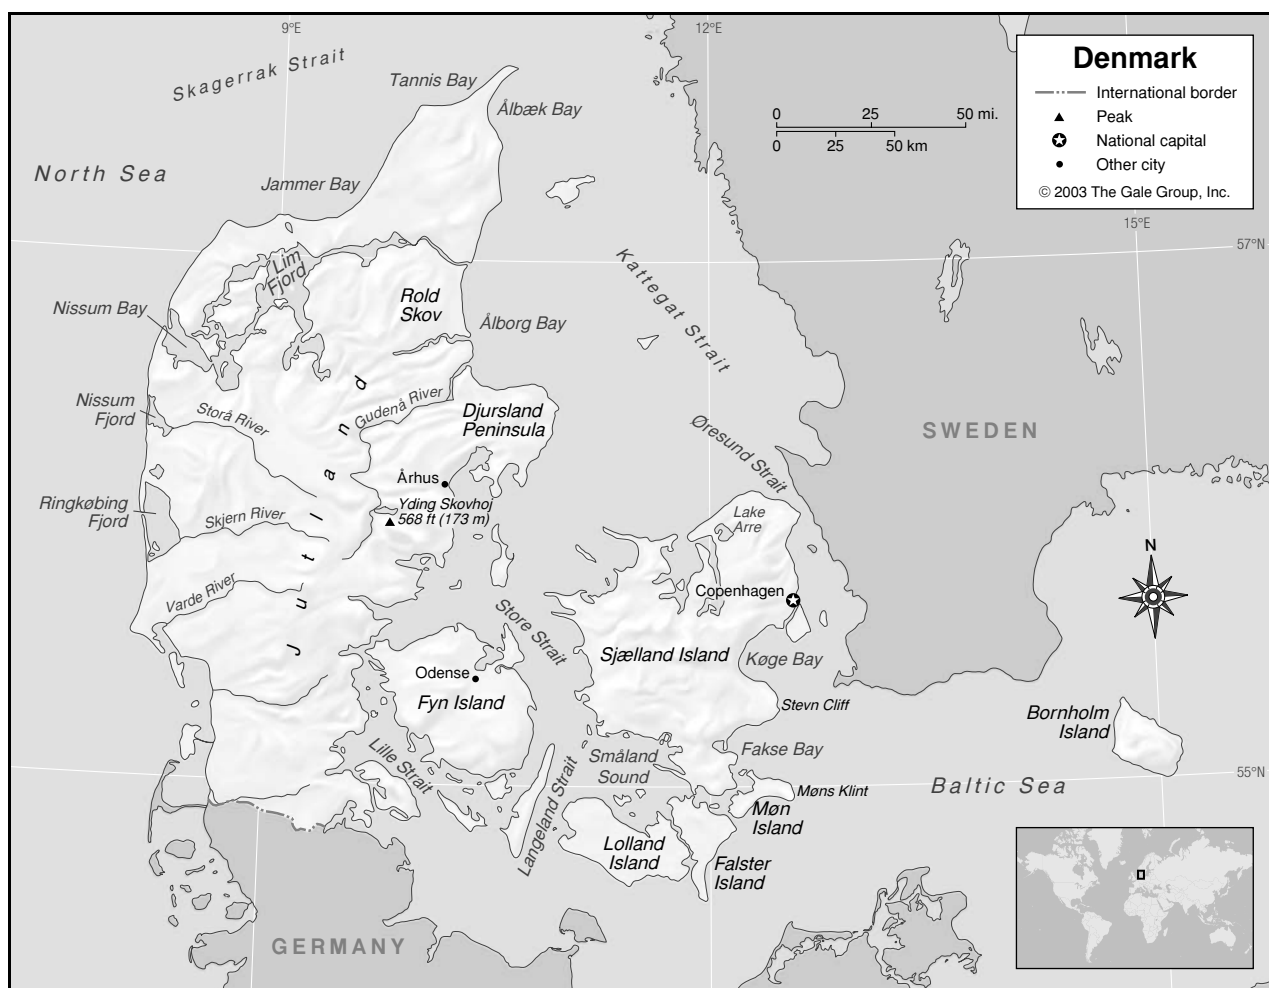 9°E
12°E
Denmark
International border
Peak
National capital
Other city
© 2003 The Gale Group, Inc.
0 25 50 mi.
0 25 50 km
15°E
57°N
Skagerrak Strait
Tannis Bay
Ålbæk Bay
North Sea
Jammer Bay
Lim
Fjord
Kattegat Strait
Rold
Skov
Nissum Bay
Ålborg Bay
Jutland
Nissum
Fjord
Storå River
Gudenå River
Djursland
Peninsula
Øresund Strait
SWEDEN
Århus
Yding Skovhoj
568 ft (173 m)
Ringkøbing
Fjord
Skjern River
Lake
Arre
N
Varde River
Copenhagen
Store Strait
Sjælland Island
Køge Bay
Odense
Fyn Island
Stevn Cliff
Bornholm
Island
Lille Strait
Småland
Sound
Fakse Bay
55°N
Baltic Sea
Langeland Strait
Møns Klint
Møn
Island
Lolland
Island
Falster
Island
GERMANY